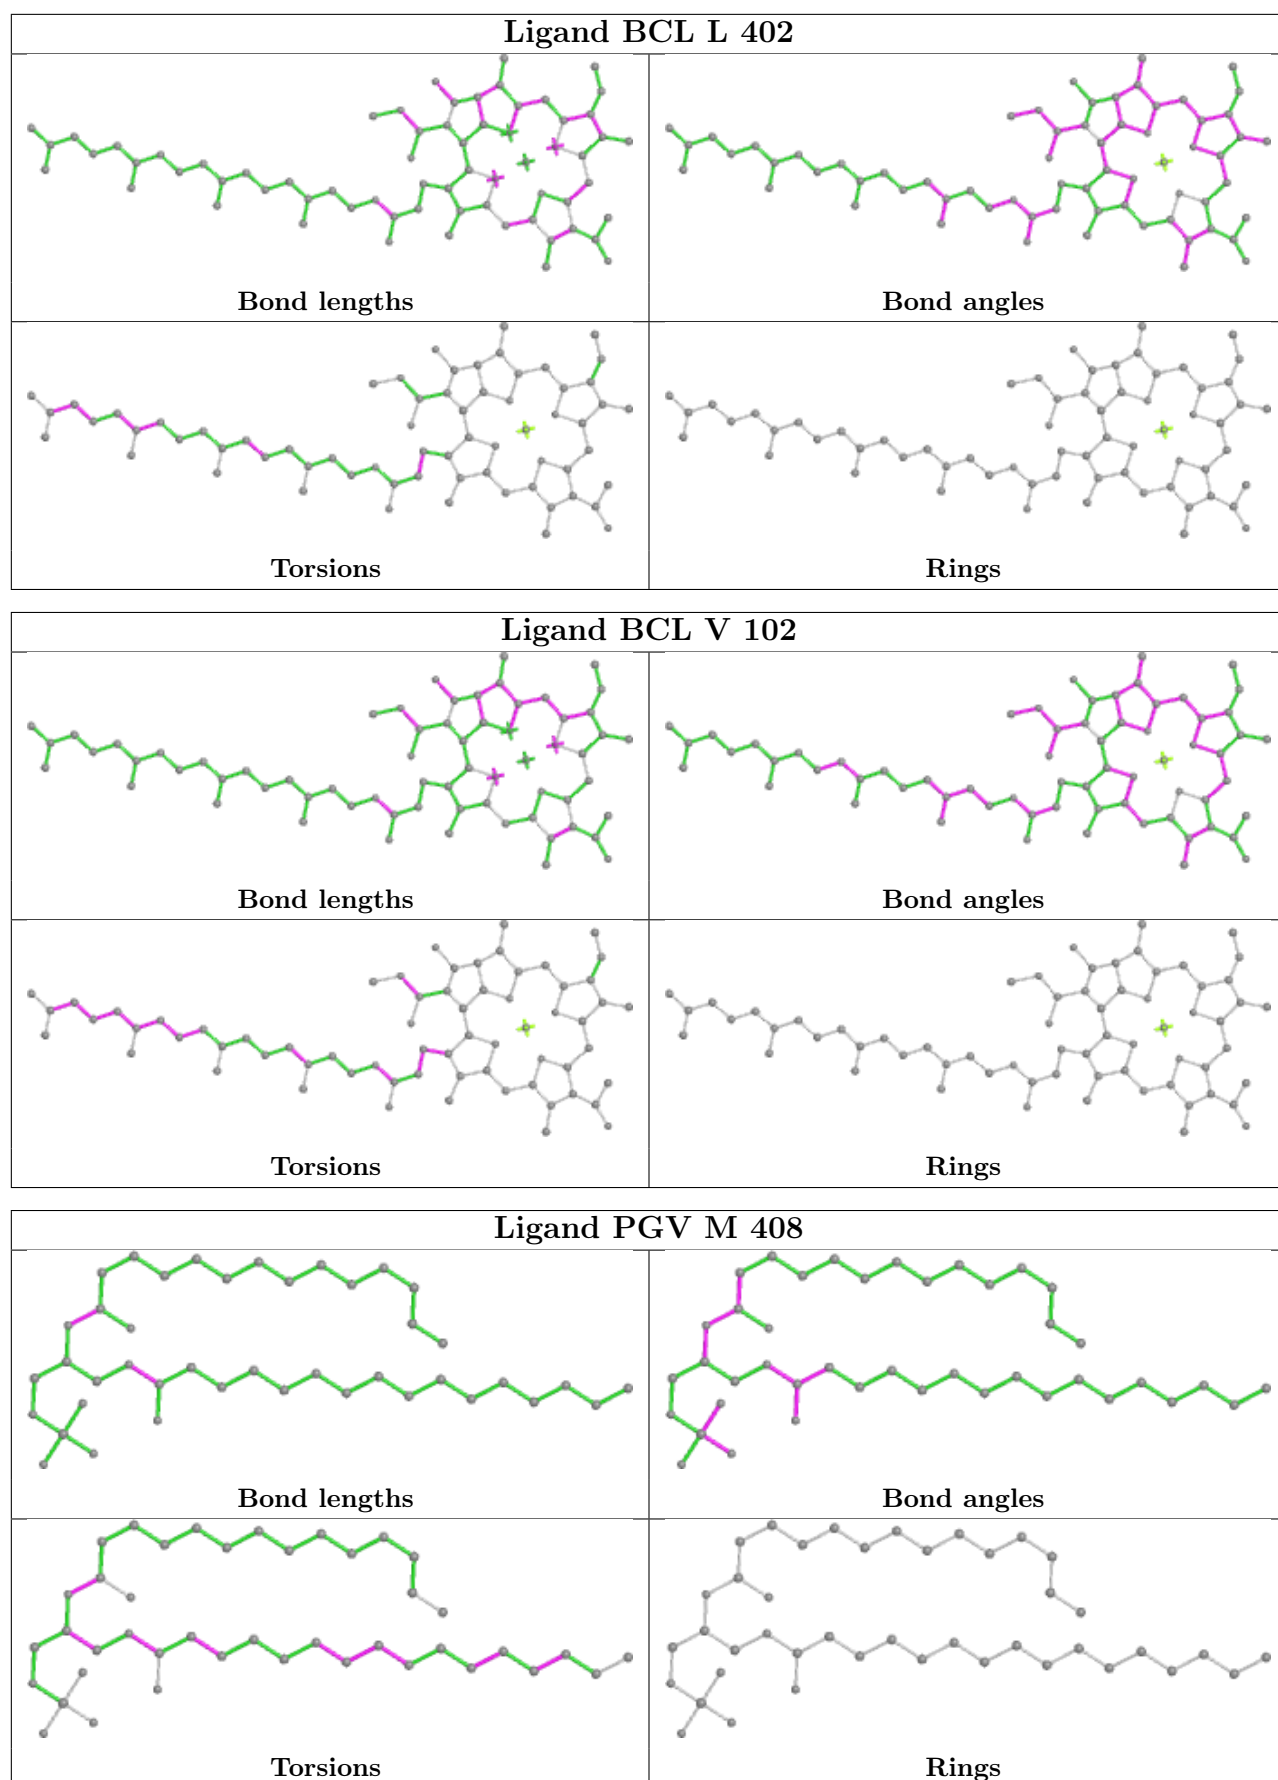 Ligand BCL L 402
Bond lengths
Bond angles
Torsions
Rings
Ligand BCL V 102
Bond lengths
Bond angles
Torsions
Rings
Ligand PGV M 408
Bond lengths
Bond angles
Torsions
Rings